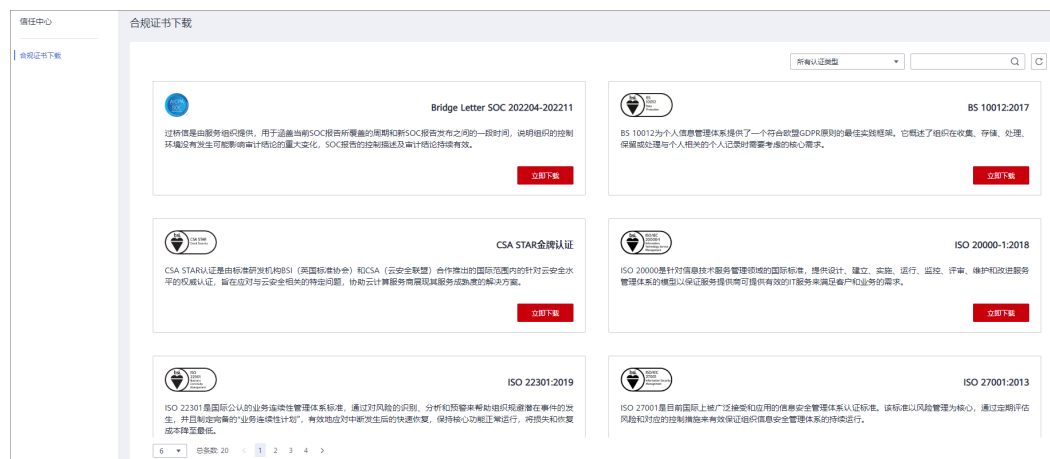 信任中心
合规证书下载
合规证书下载
所有认证类型
Bridge Letter SOC 202204-202211
过桥信是由服务组织提供，用于涵盖当前SOC报告所覆盖的周期和新SOC报告发布之间的一段时间，说明组织的控制
环境没有发生可能影响审计结论的重大变化，SOC报告的控制描述及审计结论持续有效。
立即下载
BS 10012:2017
BS 10012为个人信息管理体系提供了一个符合欧盟GDPR原则的最佳实践框架。它概述了组织在收集、存储、处理、
保留或处理与个人相关的个人记录时需要考虑的核心需求。
立即下载
CSA STAR
CSA STAR金牌认证
CSA STAR认证是由标准研发机构BSI（英国标准协会）和CSA（云安全联盟）合作推出的国际范围内的针对云安全水
平的权威认证，旨在应对与云安全相关的特定问题，协助云计算服务商展现其服务成熟度的解决方案。
立即下载
ISO 20000-1:2018
ISO 20000是针对信息技术服务管理领域的国际标准，提供设计、建立、实施、运行、监控、评审、维护和改进服务
管理体系的模型以保证服务提供商可提供有效的IT服务来满足客户和业务的需求。
立即下载
ISO 22301:2019
ISO 22301是国际公认的业务连续性管理体系标准，通过对风险的识别、分析和预警来帮助组织规避潜在事件的发
生，并且制定完备的“业务连续性计划”，有效地应对中断发生后的快速恢复，保持核心功能正常运行，将损失和恢复
成本降至最低。
ISO 27001:2013
ISO 27001是目前国际上被广泛接受和应用的信息安全管理体系认证标准。该标准以风险管理为核心，通过定期评估
风险和对应的控制措施来有效保证组织信息安全管理体系的持续运行。
6 总条数: 20 < 1 2 3 4 >